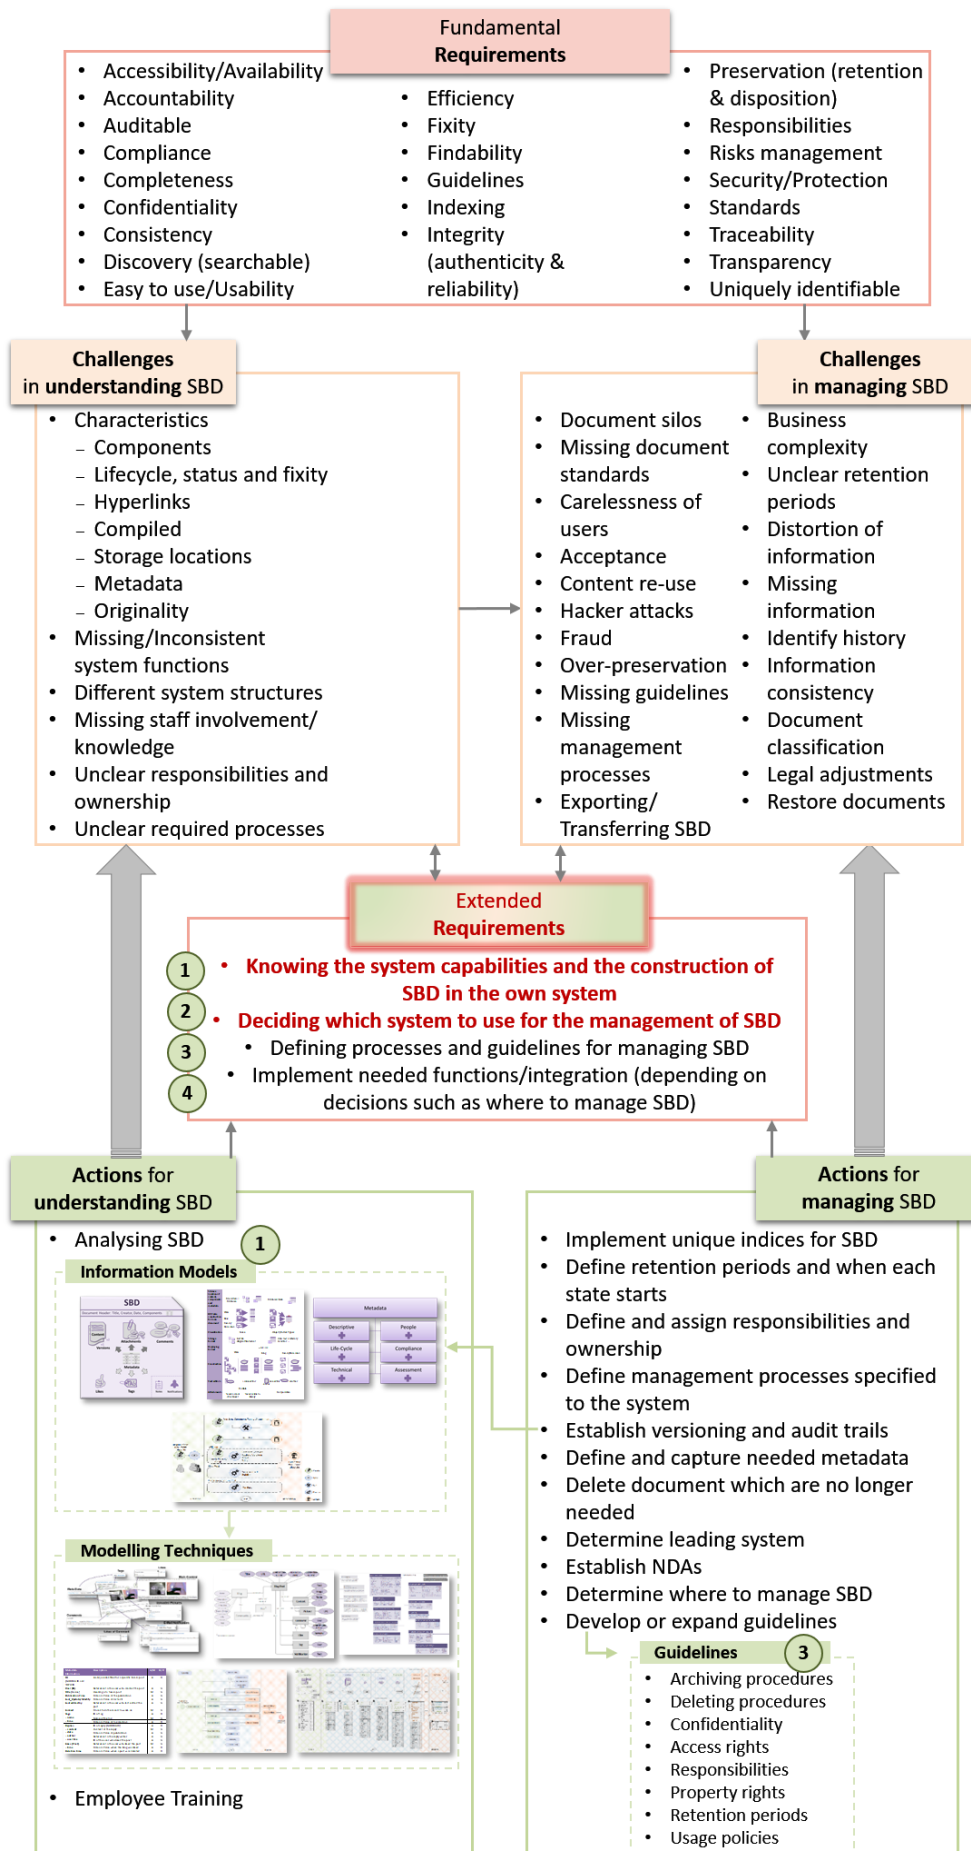 Fundamental
Requirements
• Accessibility/Availability
• Accountability
• Auditable
• Compliance
• Completeness
• Confidentiality
• Consistency
• Discovery (searchable)
• Easy to use/Usability
• Efficiency
• Fixity
• Findability
• Guidelines
• Indexing
• Integrity
(authenticity &
reliability)
• Preservation (retention
& disposition)
• Responsibilities
• Risks management
• Security/Protection
• Standards
• Traceability
• Transparency
• Uniquely identifiable
Challenges
in understanding SBD
• Characteristics
– Components
– Lifecycle, status and fixity
– Hyperlinks
– Compiled
– Storage locations
– Metadata
– Originality
• Missing/Inconsistent
system functions
• Different system structures
• Missing staff involvement/
knowledge
• Unclear responsibilities and
ownership
• Unclear required processes
Challenges
in managing SBD
• Document silos
• Missing document
standards
• Carelessness of
users
• Acceptance
• Content re-use
• Hacker attacks
• Fraud
• Over-preservation
• Missing guidelines
• Missing
management
processes
• Exporting/
Transferring SBD
• Business
complexity
• Unclear retention
periods
• Distortion of
information
• Missing
information
• Identify history
• Information
consistency
• Document
classification
• Legal adjustments
• Restore documents
Extended
Requirements
1 • Knowing the system capabilities and the construction of
SBD in the own system
2 • Deciding which system to use for the management of SBD
3 • Defining processes and guidelines for managing SBD
4 • Implement needed functions/integration (depending on
decisions such as where to manage SBD)
Actions for
understanding SBD
• Analysing SBD 1
Information Models
SBD
Versions
Attachments
Comments
Metadata
Likes
Tags
Metadata
Descriptive
People
Life-Cycle
Compliance
Technical
Assessment
Modelling Techniques
• Employee Training
Actions for
managing SBD
• Implement unique indices for SBD
• Define retention periods and when each
state starts
• Define and assign responsibilities and
ownership
• Define management processes specified
to the system
• Establish versioning and audit trails
• Define and capture needed metadata
• Delete document which are no longer
needed
• Determine leading system
• Establish NDAs
• Determine where to manage SBD
• Develop or expand guidelines
Guidelines 3
• Archiving procedures
• Deleting procedures
• Confidentiality
• Access rights
• Responsibilities
• Property rights
• Retention periods
• Usage policies